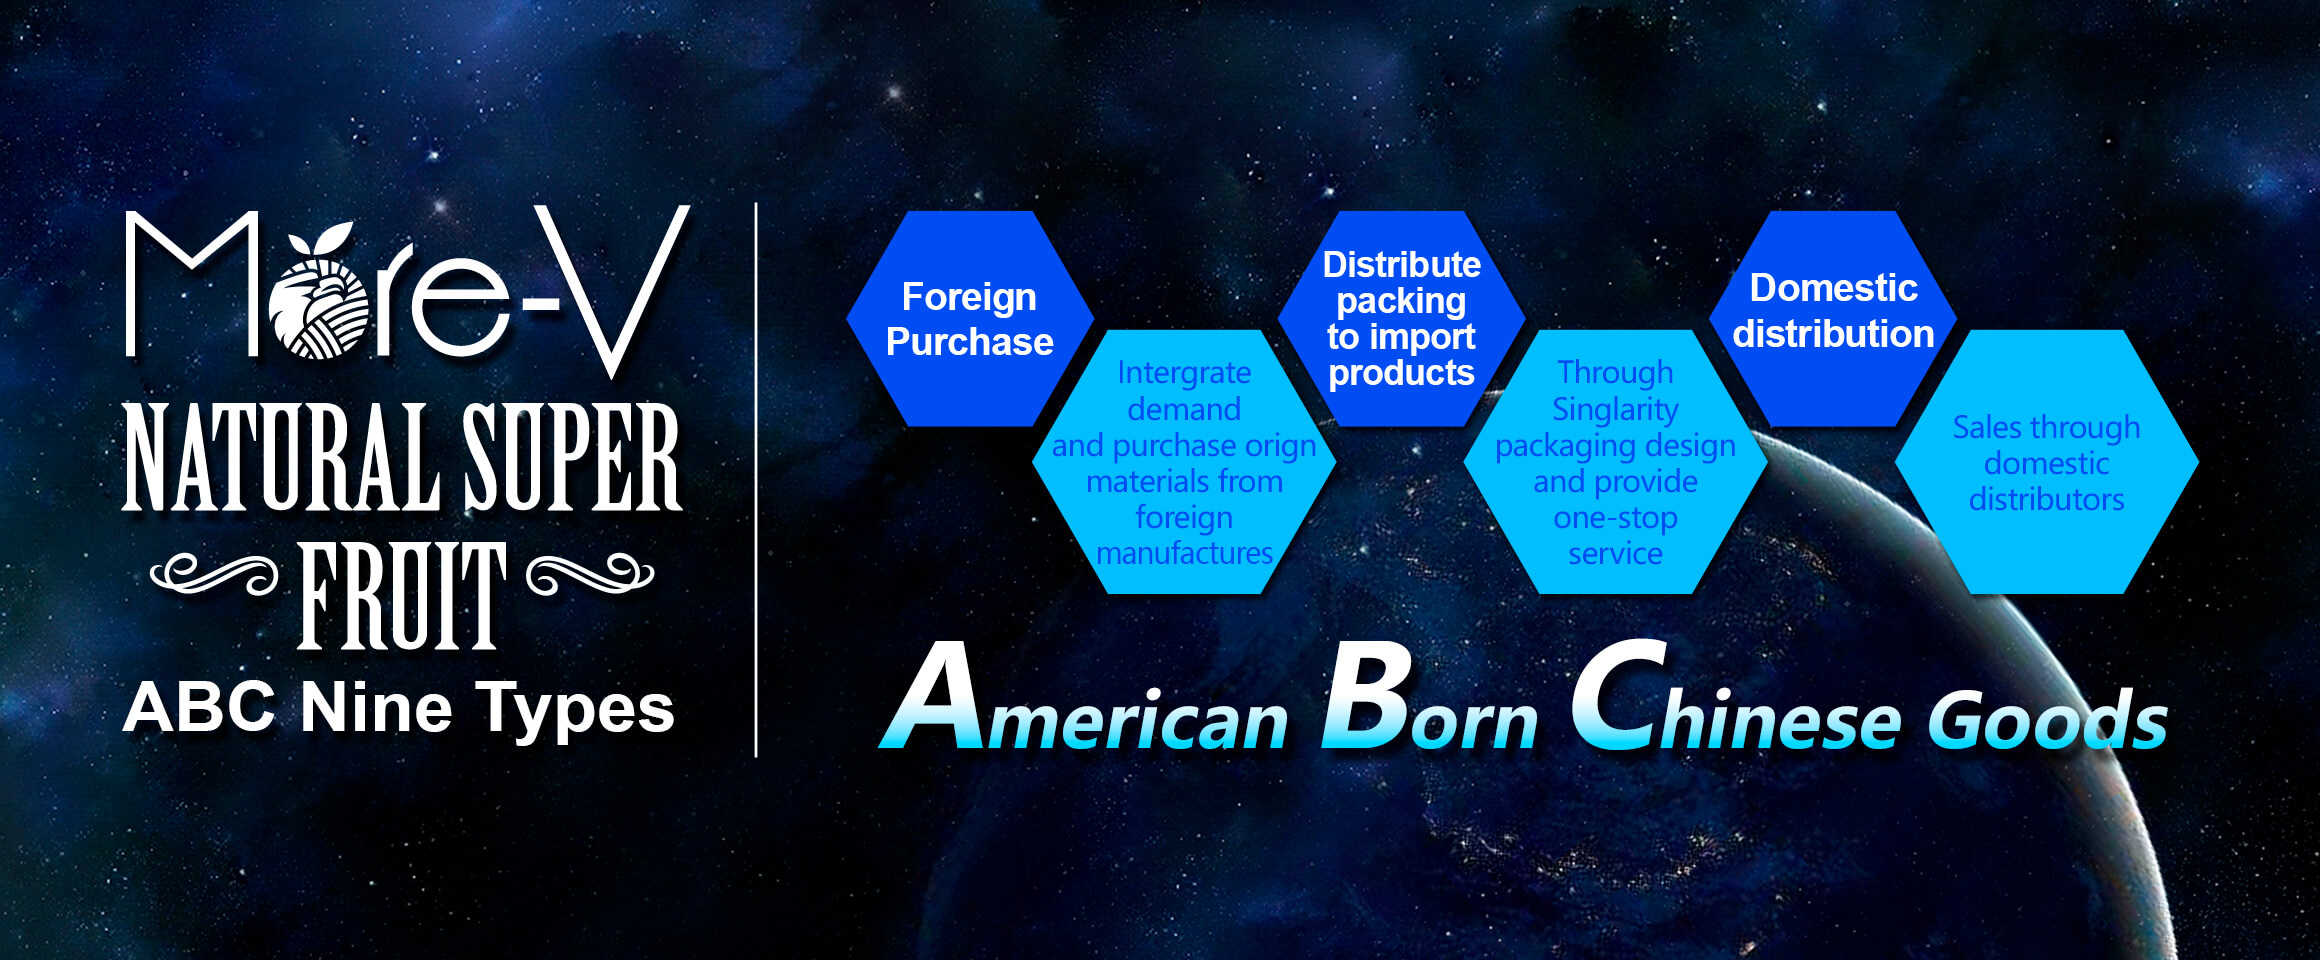 More-V
NATURAL SUPER
FRUIT
ABC Nine Types
Foreign
Purchase
Intergrate
demand
and purchase orign
materials from
foreign
manufactures
Distribute
packing
to import
products
Through
Singlarity
packaging design
and provide
one-stop
service
Domestic
distribution
Sales through
domestic
distributors
American Born Chinese Goods